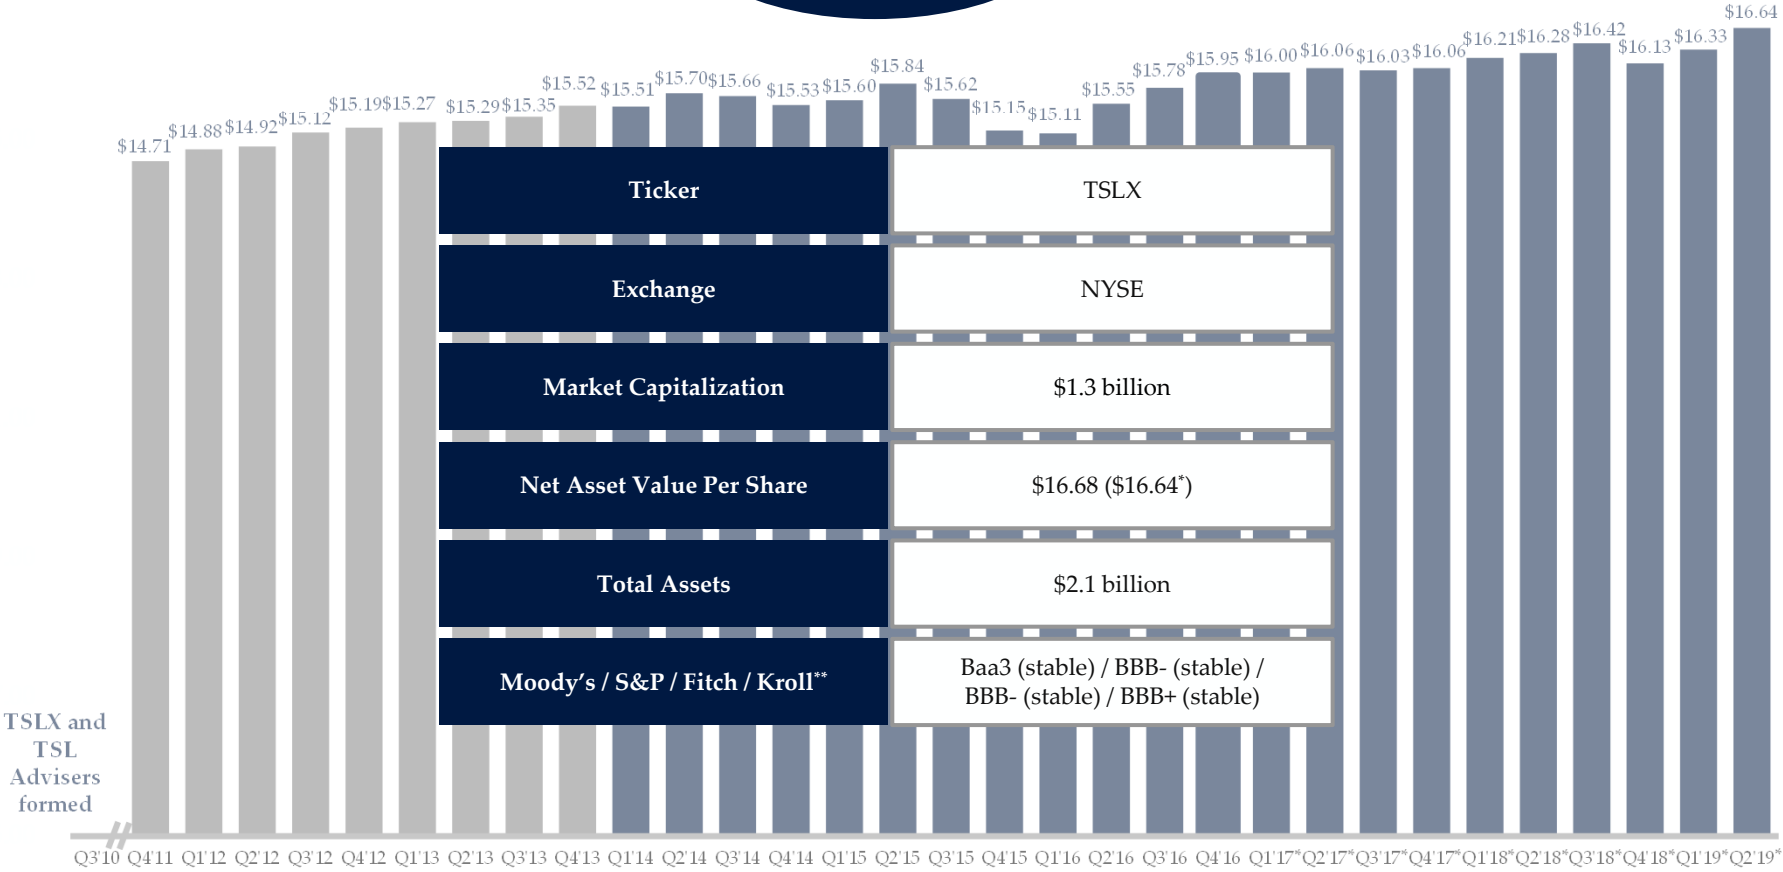 $14.71 $14.88 $14.92 $15.12 $15.19 $15.27 $15.29 $15.35 $15.52 $15.51 $15.70 $15.66 $15.53 $15.60 $15.84 $15.62 $15.15 $15.11 $15.55 $15.78 $15.95 $16.00 $16.06 $16.03 $16.06 $16.21 $16.28 $16.42 $16.13 $16.33 $16.64
Ticker TSLX
Exchange NYSE
Market Capitalization $1.3 billion
Net Asset Value Per Share $16.68 ($16.64*)
Total Assets $2.1 billion
Moody’s / S&P / Fitch / Kroll** Baa3 (stable) / BBB- (stable) /
BBB- (stable) / BBB+ (stable)
TSLX and
TSL
Advisers
formed
Q3'10 Q4'11 Q1'12 Q2'12 Q3'12 Q4'12 Q1'13 Q2'13 Q3'13 Q4'13 Q1'14 Q2'14 Q3'14 Q4'14 Q1'15 Q2'15 Q3'15 Q4'15 Q1'16 Q2'16 Q3'16 Q4'16 Q1'17* Q2'17* Q3'17* Q4'17* Q1'18* Q2'18* Q3'18* Q4'18* Q1'19* Q2'19*